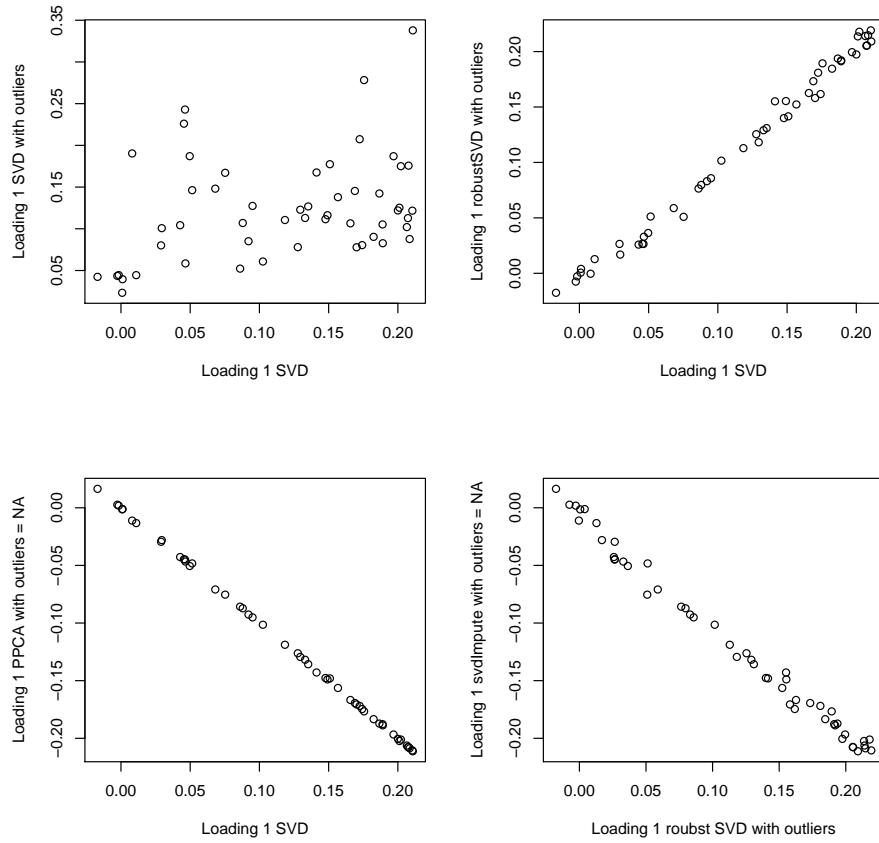 0.35
0.25
0.15
0.05
Loading 1 SVD with outliers
0.00 0.05 0.10 0.15 0.20
Loading 1 SVD
0.20
0.15
0.10
0.05
0.00
Loading 1 robustSVD with outliers
0.00 0.05 0.10 0.15 0.20
Loading 1 SVD
0.00
−0.05
−0.10
−0.15
−0.20
Loading 1 PPCA with outliers = NA
0.00 0.05 0.10 0.15 0.20
Loading 1 SVD
0.00
−0.05
−0.10
−0.15
−0.20
Loading 1 svdImpute with outliers = NA
0.00 0.05 0.10 0.15 0.20
Loading 1 roubst SVD with outliers